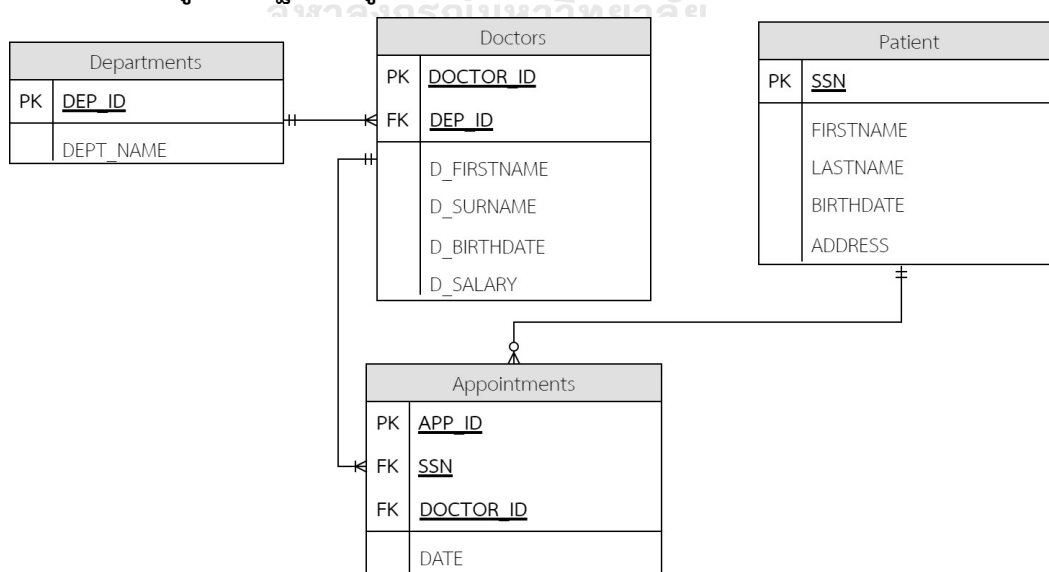 Departments
PK DEP_ID
DEPT_NAME
Doctors
PK DOCTOR_ID
FK DEP_ID
D_FIRSTNAME
D_SURNAME
D_BIRTHDATE
D_SALARY
Patient
PK SSN
FIRSTNAME
LASTNAME
BIRTHDATE
ADDRESS
Appointments
PK APP_ID
FK SSN
FK DOCTOR_ID
DATE